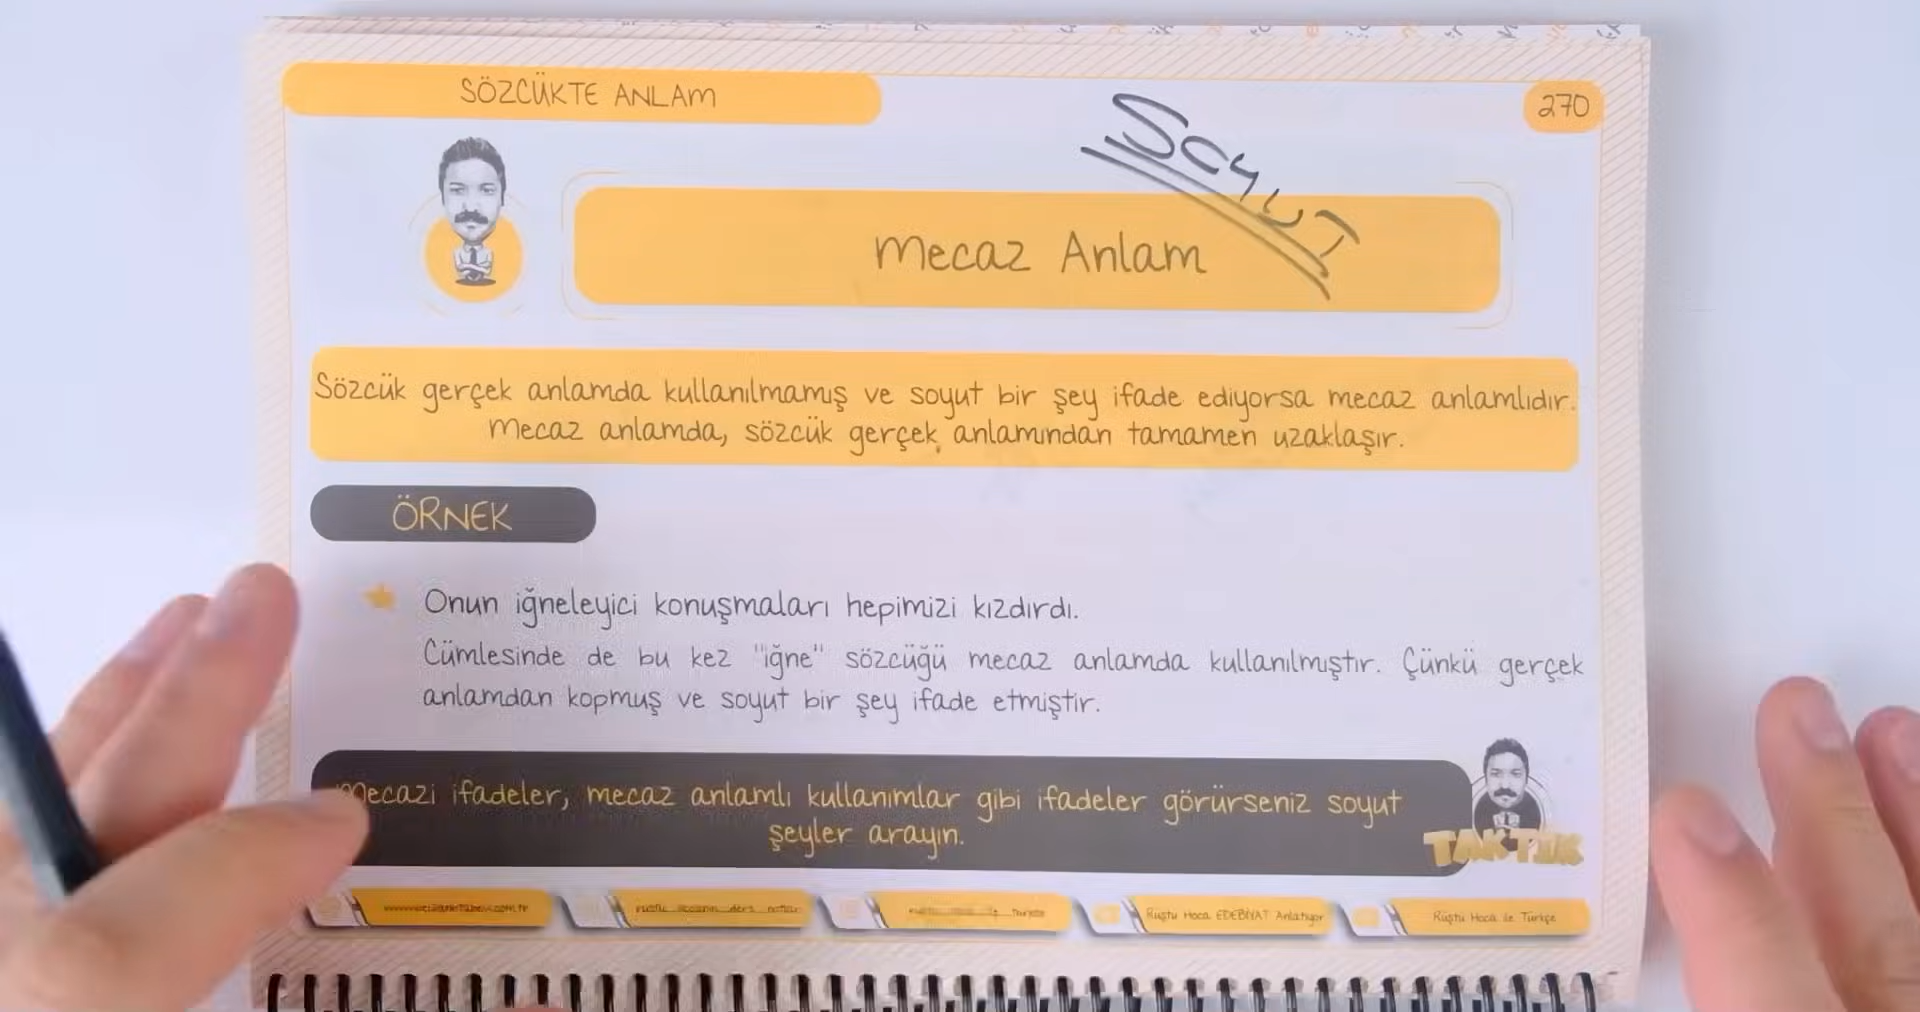 SÖZCÜKTE ANLAM
270
SOYUT
Mecaz Anlam
Sözcük gerçek anlamda kullanılmamış ve soyut bir şey ifade ediyorsa mecaz anlamlıdır.
Mecaz anlamda, sözcük gerçek anlamından tamamen uzaklaşır.
ÖRNEK
Onun iğneleyici konuşmaları hepimizi kızdırdı.
Cümlesinde de bu kez "iğne" sözcüğü mecaz anlamda kullanılmıştır. Çünkü gerçek
anlamdan kopmuş ve soyut bir şey ifade etmiştir.
Mecazi ifadeler, mecaz anlamlı kullanımlar gibi ifadeler görürseniz soyut
şeyler arayın.
TAKTİK
Rüştü Hoca EDEBİYAT Anlatıyor
Rüştü Hoca ile Türkçe